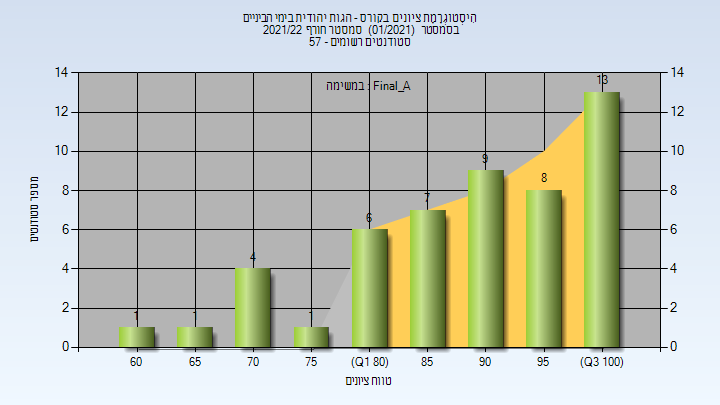 היסטוגרמת ציונים בקורס - הגות יהודית בימי הביניים
בסמסטר (01/2021) סמסטר חורף 2021/22
סטודנטים רשומים - 57
במשימה : Final_A
מספר סטודנטים
14 12 10 8 6 4 2 0
1 1 4 1 6 7 9 8 13
14 12 10 8 6 4 2 0
60 65 70 75 (Q1 80) 85 90 95 (Q3 100)
טווח ציונים